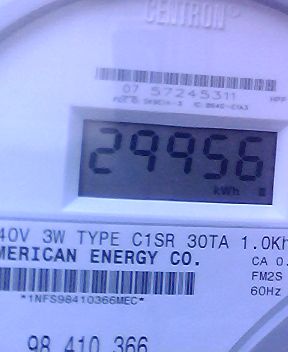 CENTRON®
07 57245311
29956
kWh
40V 3W TYPE C1SR 30TA 1.0Kh
MERICAN ENERGY CO.
CA 0.
FM2S
60Hz
*1NFS98410366MEC*
98 410 366